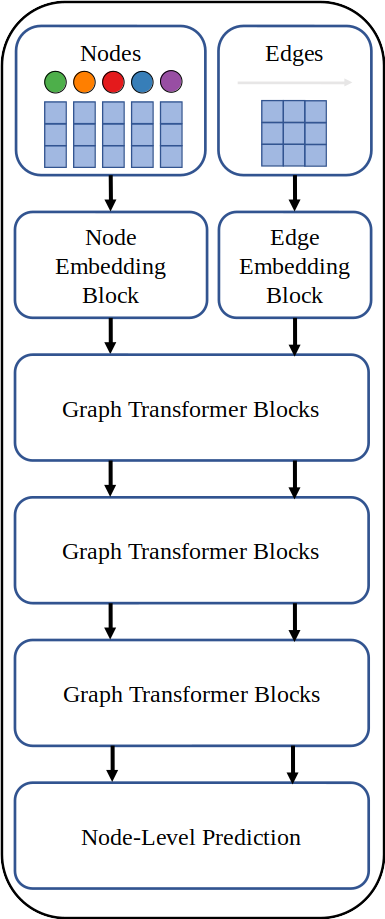 Nodes
Edges
Node
Embedding
Block
Edge
Embedding
Block
Graph Transformer Blocks
Graph Transformer Blocks
Graph Transformer Blocks
Node-Level Prediction